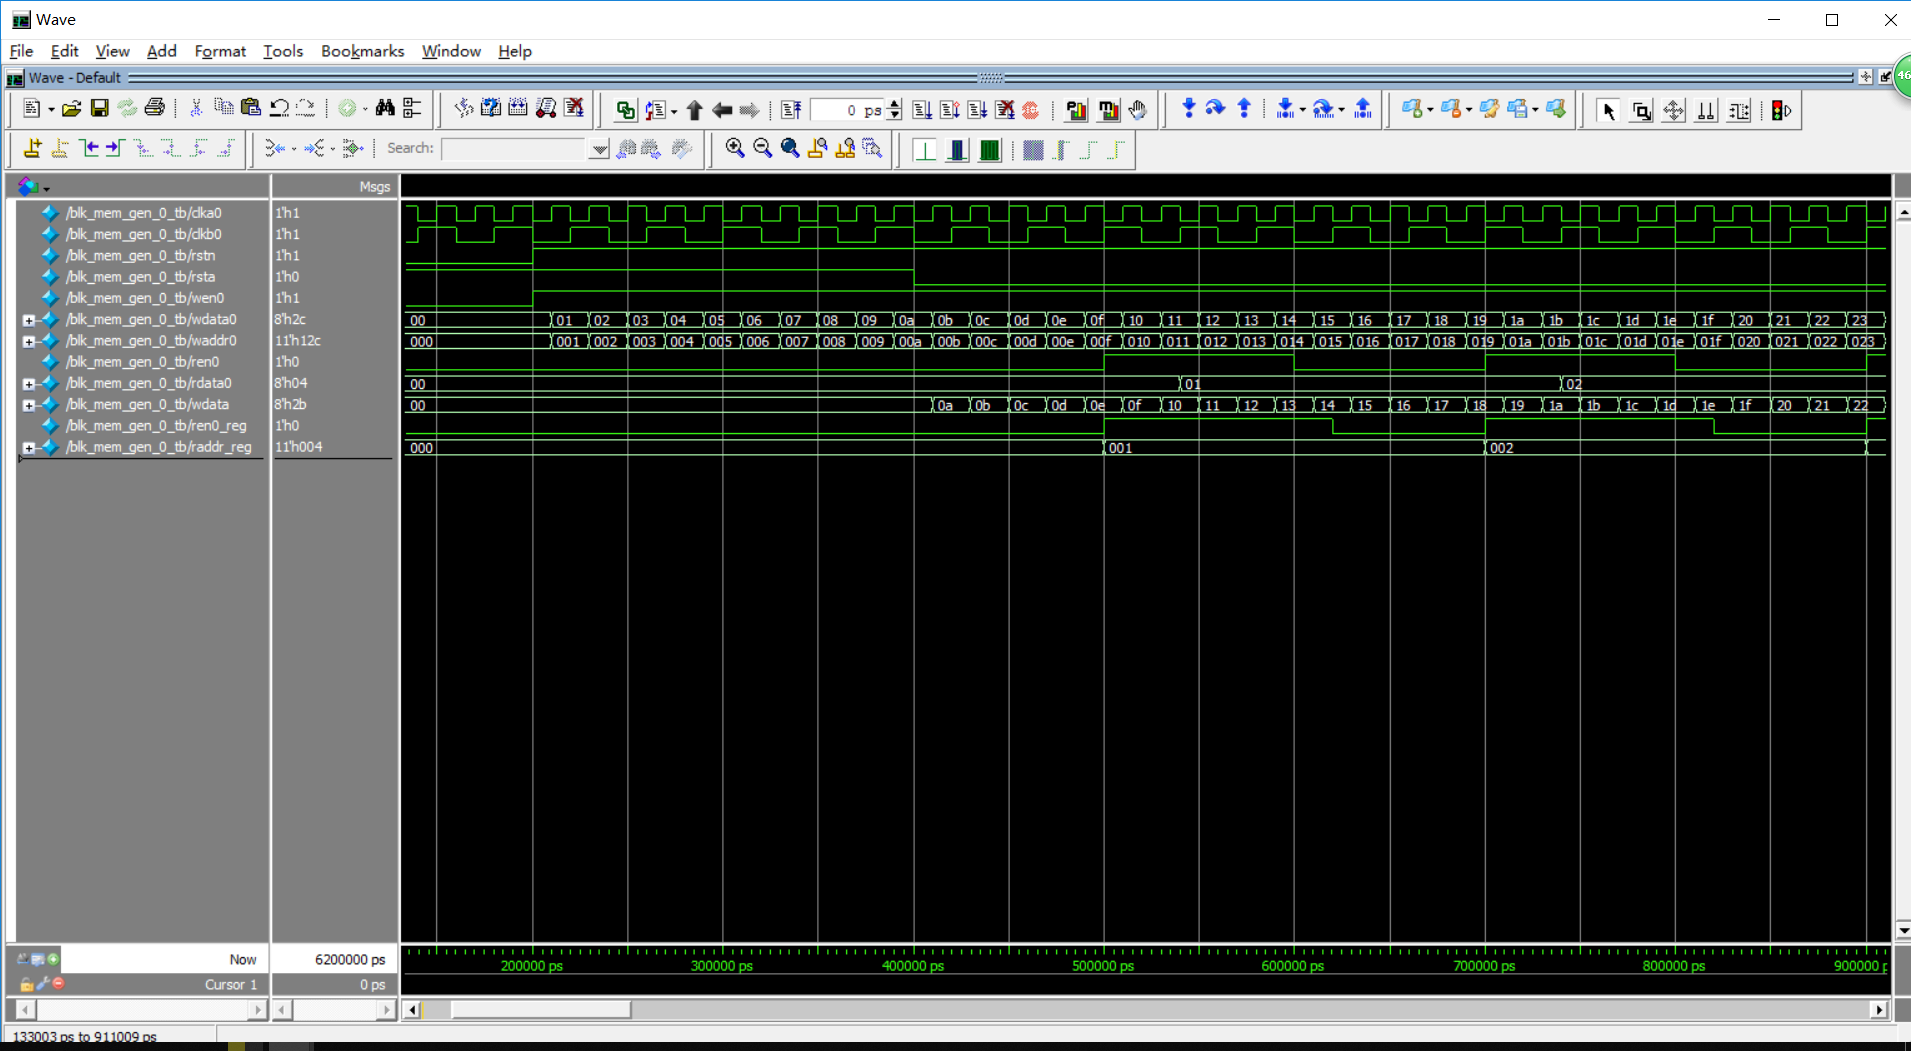 Wave
File Edit View Add Format Tools Bookmarks Window Help
Wave - Default
46
0 ps
Search:
Msgs
/blk_mem_gen_0_tb/clka0 1'h1
/blk_mem_gen_0_tb/clkb0 1'h1
/blk_mem_gen_0_tb/rstn 1'h1
/blk_mem_gen_0_tb/rsta 1'h0
/blk_mem_gen_0_tb/wen0 1'h1
/blk_mem_gen_0_tb/wdata0 8'h2c 00 01 02 03 04 05 06 07 08 09 0a 0b 0c 0d 0e 0f 10 11 12 13 14 15 16 17 18 19 1a 1b 1c 1d 1e 1f 20 21 22 23
/blk_mem_gen_0_tb/waddr0 11'h12c 000 001 002 003 004 005 006 007 008 009 00a 00b 00c 00d 00e 00f 010 011 012 013 014 015 016 017 018 019 01a 01b 01c 01d 01e 01f 020 021 022 023
/blk_mem_gen_0_tb/ren0 1'h0
/blk_mem_gen_0_tb/rdata0 8'h04 00 01 02
/blk_mem_gen_0_tb/wdata 8'h2b 00 0a 0b 0c 0d 0e 0f 10 11 12 13 14 15 16 17 18 19 1a 1b 1c 1d 1e 1f 20 21 22
/blk_mem_gen_0_tb/ren0_reg 1'h0
/blk_mem_gen_0_tb/raddr_reg 11'h004 000 001 002
Now 6200000 ps
200000 ps 300000 ps 400000 ps 500000 ps 600000 ps 700000 ps 800000 ps 900000 p
Cursor 1 0 ps
133003 ps to 911009 ps